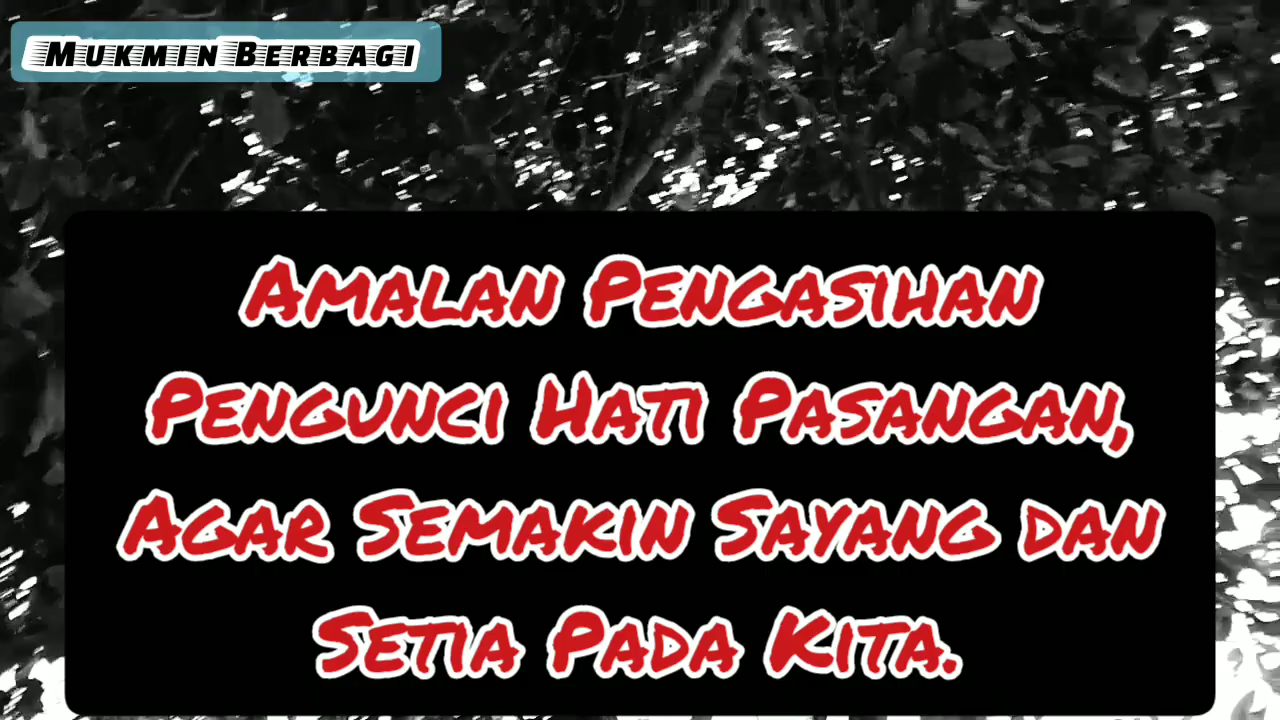 Mukmin Berbagi
Amalan Pengasihan
Pengunci Hati Pasangan,
Agar Semakin Sayang dan
Setia Pada Kita.